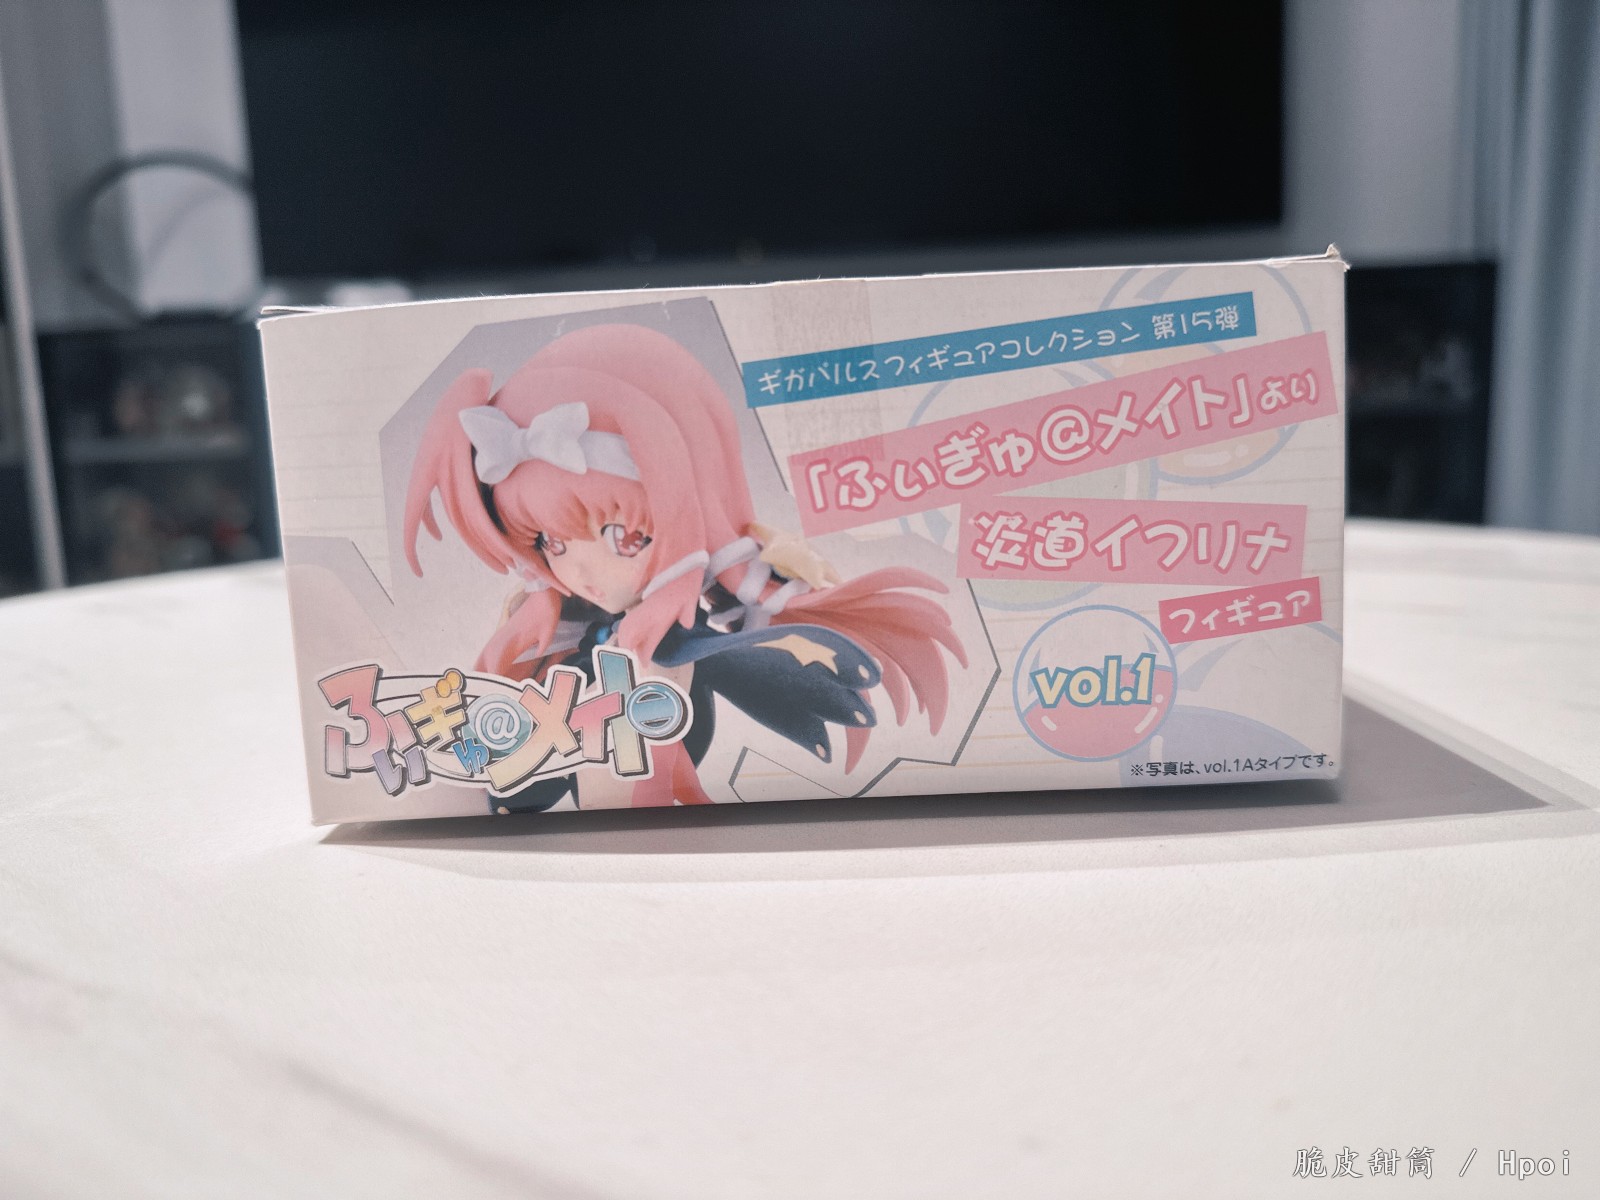 ギガパルスフィギュアコレクション 第15弾
「ふぃぎゅ@メイト」より
炎道イフリナ
フィギュア
vol.1
ふぃぎゅ@メイト
※写真は、vol.1Aタイプです。
脆皮甜筒 / Hpoi